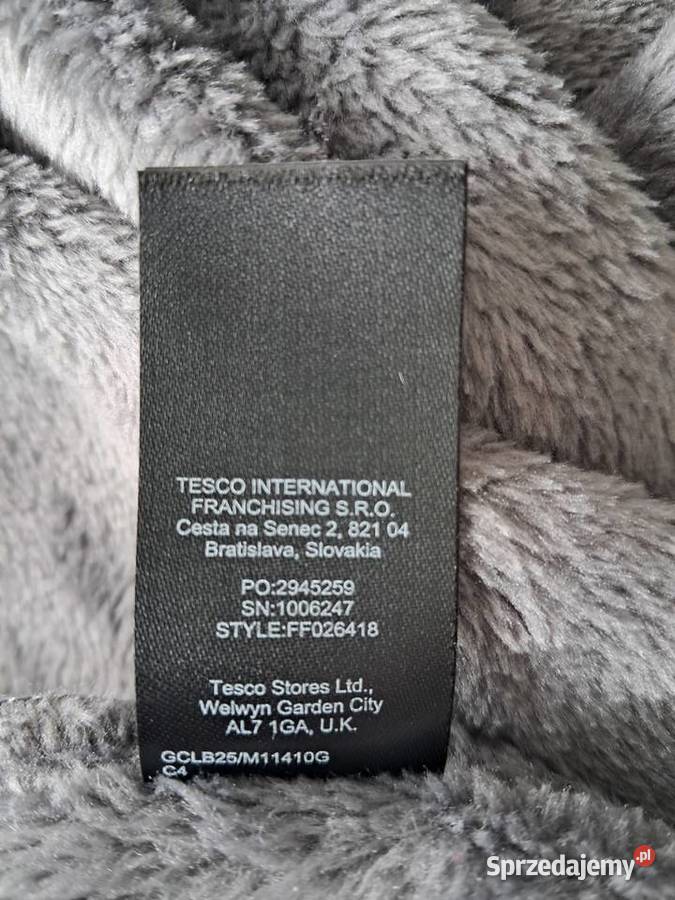 TESCO INTERNATIONAL
FRANCHISING S.R.O.
Cesta na Senec 2, 821 04
Bratislava, Slovakia
PO:2945259
SN:1006247
STYLE:FF026418
Tesco Stores Ltd.,
Welwyn Garden City
AL7 1GA, U.K.
GCLB25/M11410G
C4
Sprzedajemy.pl